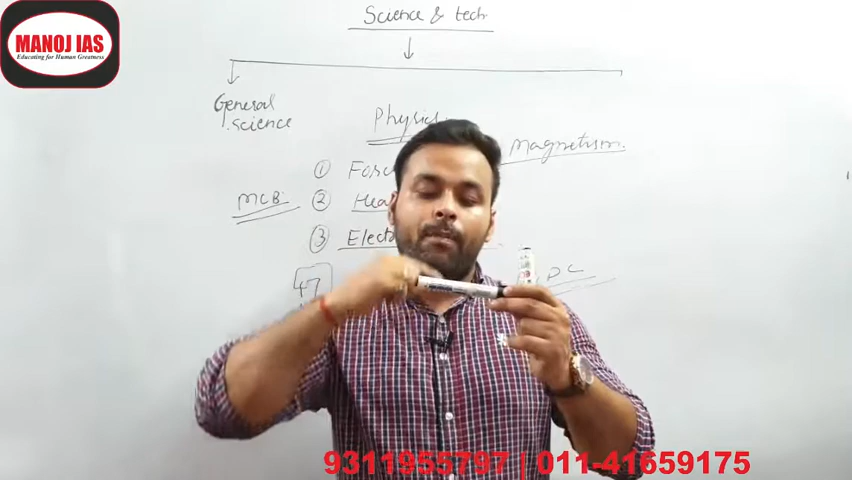 MANOJ IAS
Educating for Human Greatness
Science & tech
General
Science
Physics
Magnetism.
①
MCB
②
③
47
DC
9311955797 | 011-41659175